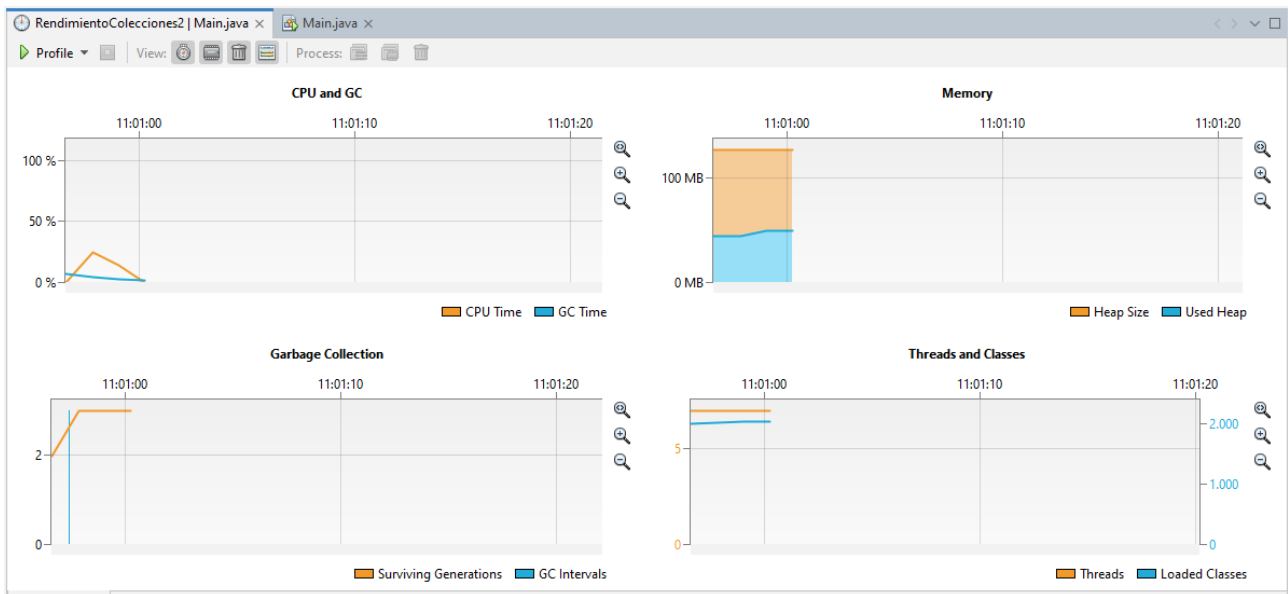 RendimientoColecciones2 | Main.java × Main.java ×
Profile View: Process:
CPU and GC
11:01:00 11:01:10 11:01:20
100 %
50 %
0 %
CPU Time GC Time
Memory
11:01:00 11:01:10 11:01:20
100 MB
0 MB
Heap Size Used Heap
Garbage Collection
11:01:00 11:01:10 11:01:20
2
0
Surviving Generations GC Intervals
Threads and Classes
11:01:00 11:01:10 11:01:20
5 2.000
1.000
0 0
Threads Loaded Classes